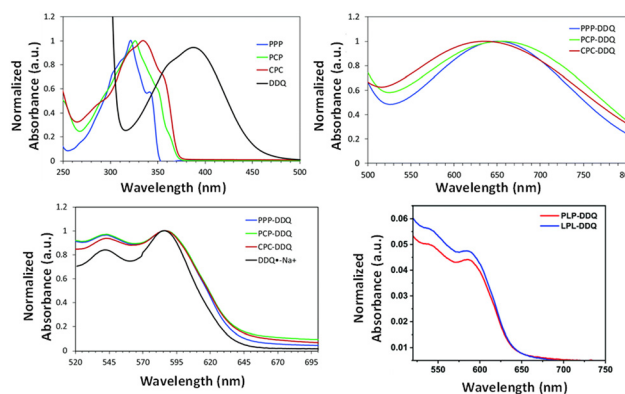 Normalized
Absorbance (a.u.)
1
0.8
0.6
0.4
0.2
0
250 300 350 400 450 500
Wavelength (nm)
PPP
PCP
CPC
DDQ
Normalized
Absorbance (a.u.)
1
0.8
0.6
0.4
0.2
0
500 550 600 650 700 750 80
Wavelength (nm)
PPP-DDQ
PCP-DDQ
CPC-DDQ
Normalized
Absorbance (a.u.)
1.2
1
0.8
0.6
0.4
0.2
0
520 545 570 595 620 645 670 695
Wavelength (nm)
PPP-DDQ
PCP-DDQ
CPC-DDQ
DDQ•-Na+
Normalized
Absorbance (a.u.)
0.06
0.05
0.04
0.03
0.02
0.01
550 600 650 700 750
Wavelength (nm)
PLP-DDQ
LPL-DDQ